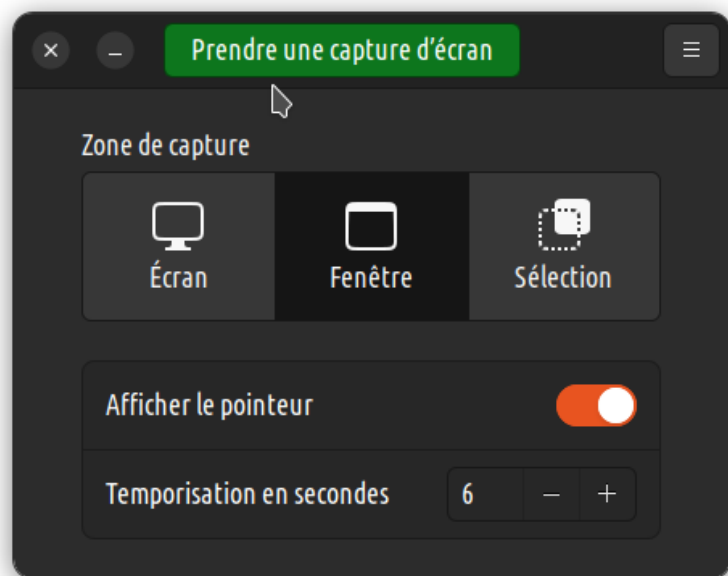 Prendre une capture d’écran
Zone de capture
Écran Fenêtre Sélection
Afficher le pointeur
Temporisation en secondes 6